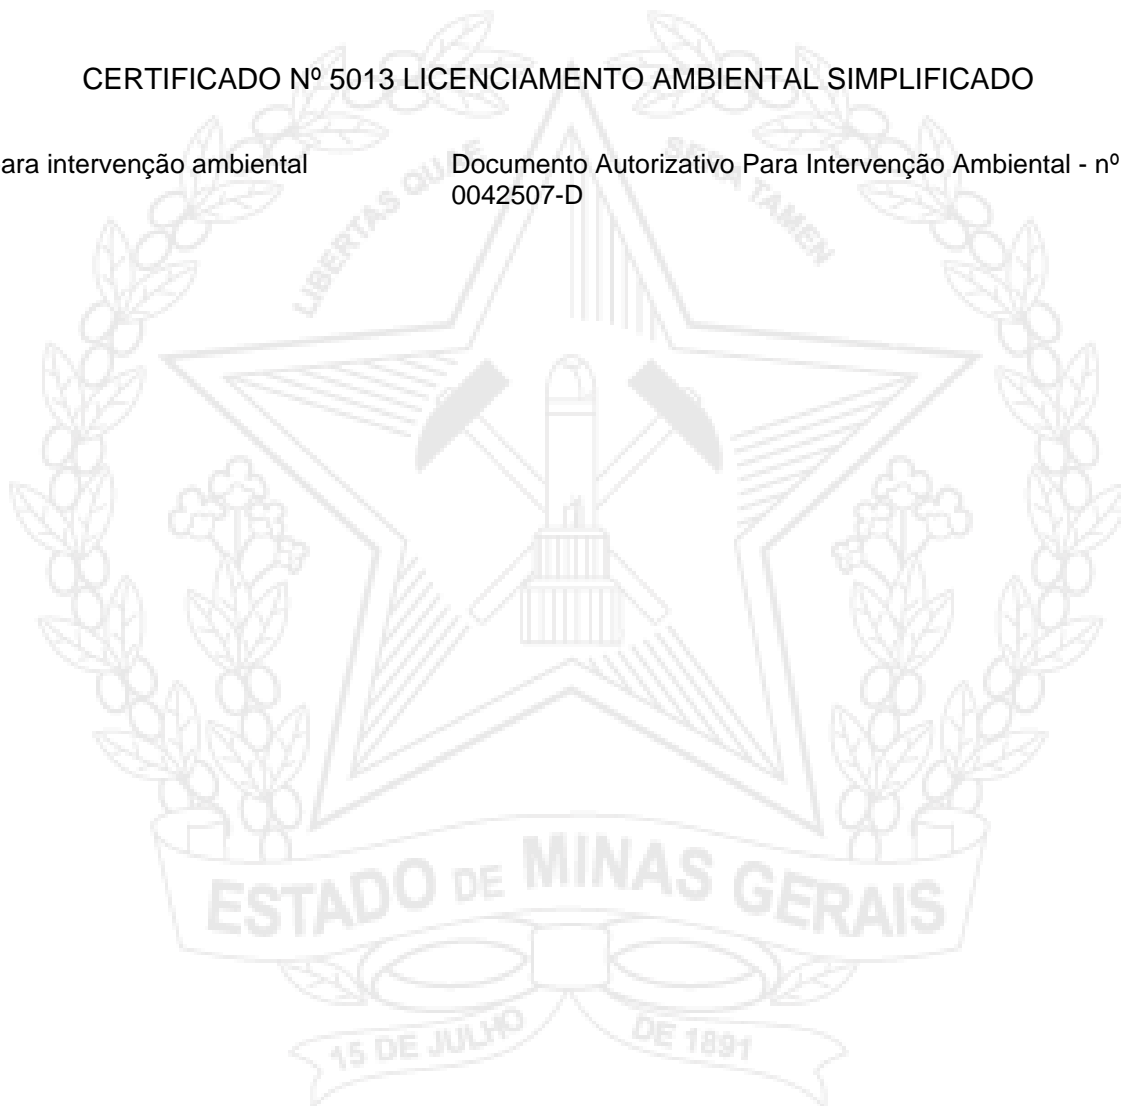 CERTIFICADO Nº 5013 LICENCIAMENTO AMBIENTAL SIMPLIFICADO
ara intervenção ambiental
Documento Autorizativo Para Intervenção Ambiental - nº
0042507-D
LIBERTAS QUÆ SERA TAMEN
ESTADO DE MINAS GERAIS
15 DE JULHO DE 1891